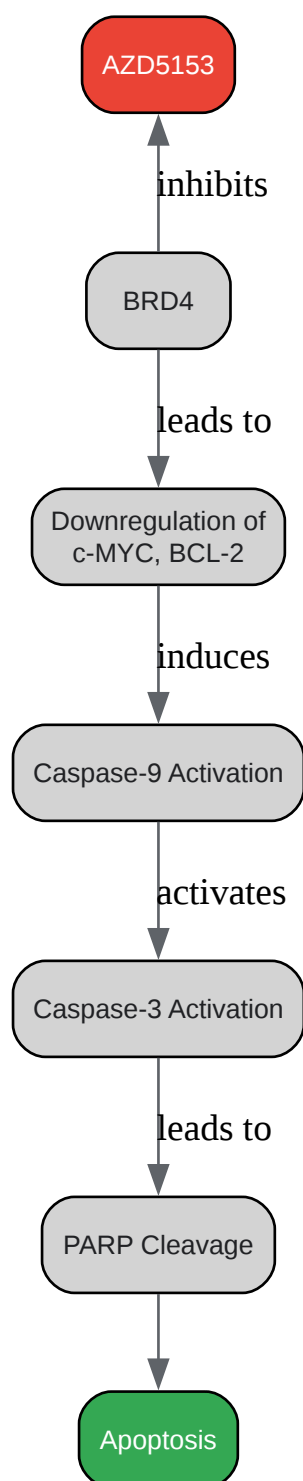 AZD5153
inhibits
BRD4
leads to
Downregulation of
c-MYC, BCL-2
induces
Caspase-9 Activation
activates
Caspase-3 Activation
leads to
PARP Cleavage
Apoptosis